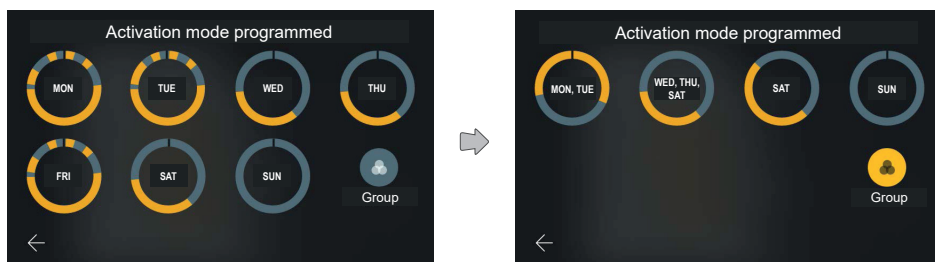 Activation mode programmed
MON
TUE
WED
THU
FRI
SAT
SUN
Group
Activation mode programmed
MON, TUE
WED, THU,
SAT
SAT
SUN
Group